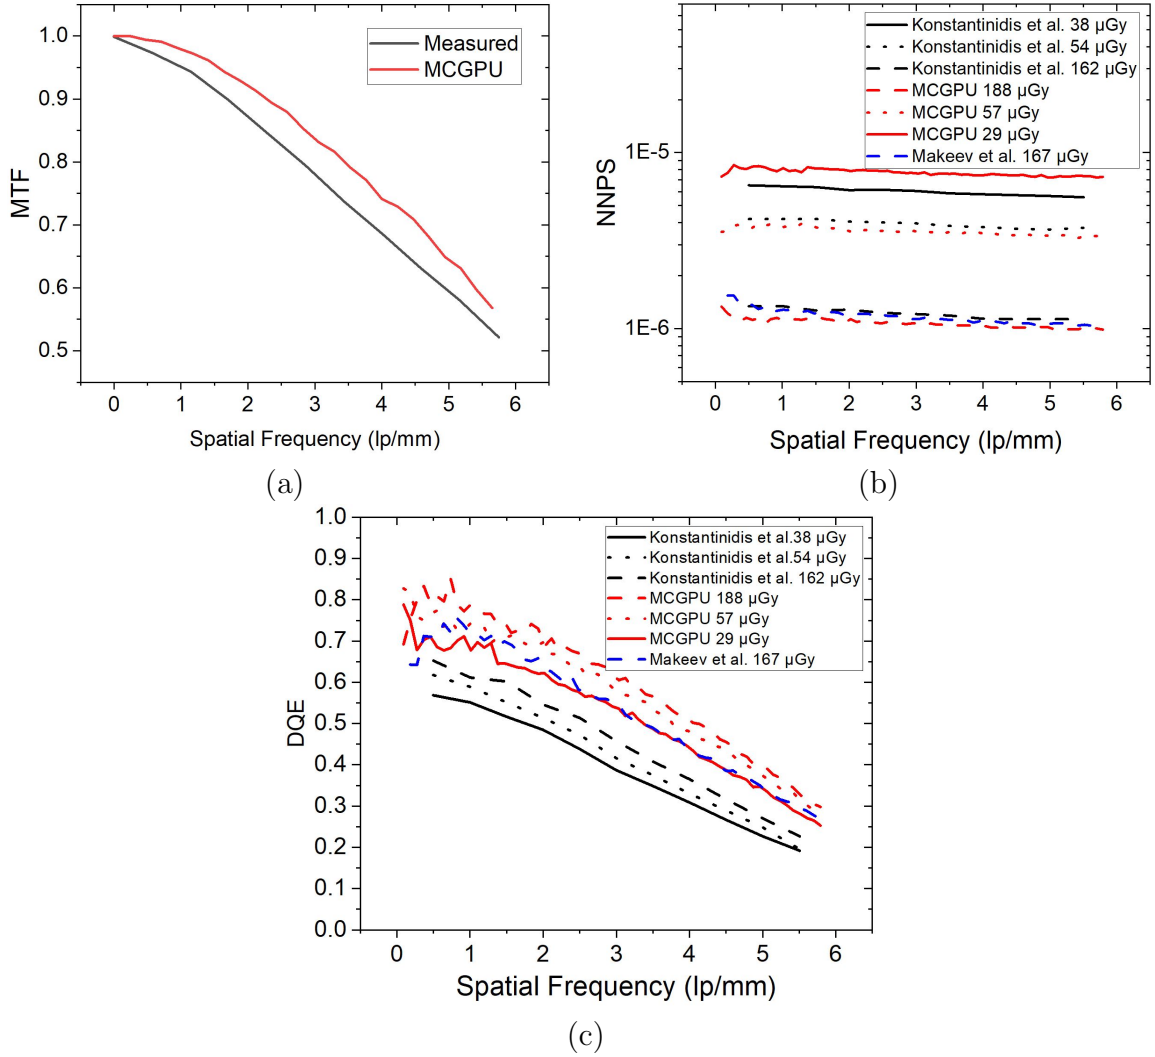 1.0
0.9
0.8
0.7
0.6
0.5
MTF
Measured
MCGPU
0 1 2 3 4 5 6
Spatial Frequency (lp/mm)
(a)
1E-5
1E-6
NNPS
Konstantinidis et al. 38 µGy
Konstantinidis et al. 54 µGy
Konstantinidis et al. 162 µGy
MCGPU 188 µGy
MCGPU 57 µGy
MCGPU 29 µGy
Makeev et al. 167 µGy
0 1 2 3 4 5 6
Spatial Frequency (lp/mm)
(b)
1.0
0.9
0.8
0.7
0.6
0.5
0.4
0.3
0.2
0.1
0.0
DQE
Konstantinidis et al.38 µGy
Konstantinidis et al.54 µGy
Konstantinidis et al. 162 µGy
MCGPU 188 µGy
MCGPU 57 µGy
MCGPU 29 µGy
Makeev et al. 167 µGy
0 1 2 3 4 5 6
Spatial Frequency (lp/mm)
(c)